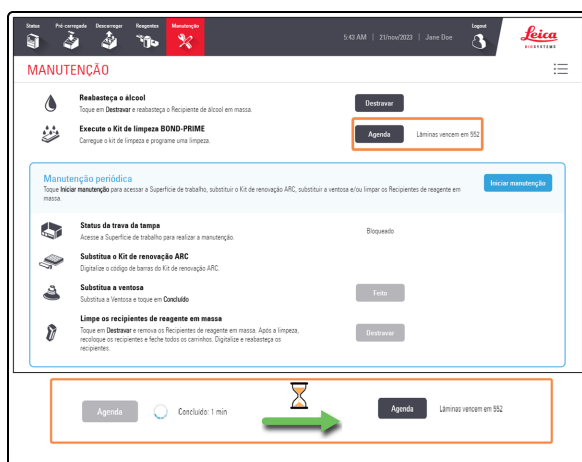 Status Pré-carregada Descarregar Reagentes Manutenção Logout
5:43 AM | 21/nov/2023 | Jane Doe
Leica
BIOSYSTEMS
MANUTENÇÃO
Reabasteça o álcool
Toque em Destravar e reabasteça o Recipiente de álcool em massa.
Destravar
Execute o Kit de limpeza BOND-PRIME
Carregue o kit de limpeza e programe uma limpeza.
Agenda Lâminas vencem em 552
Manutenção periódica
Toque Iniciar manutenção para acessar a Superfície de trabalho, substituir o Kit de renovação ARC, substituir a ventosa e/ou limpar os Recipientes de reagente em
massa.
Iniciar manutenção
Status da trava da tampa
Acesse a Superfície de trabalho para realizar a manutenção.
Bloqueado
Substitua o Kit de renovação ARC
Digitalize o código de barras do Kit de renovação ARC.
Substitua a ventosa
Substitua a Ventosa e toque em Concluído
Feito
Limpe os recipientes de reagente em massa
Toque em Destravar e remova os Recipientes de reagente em massa. Após a limpeza,
recoloque os recipientes e feche todos os carrinhos. Digitalize e reabasteça os
recipientes.
Destravar
Agenda Concluído: 1 min Agenda Lâminas vencem em 552